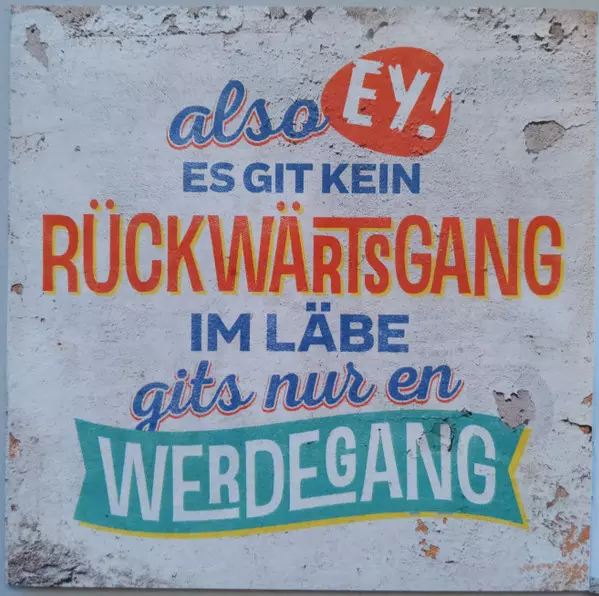 also EY!
ES GIT KEIN
RÜCKWÄRTSGANG
IM LÄBE
gits nur en
WERDEGANG